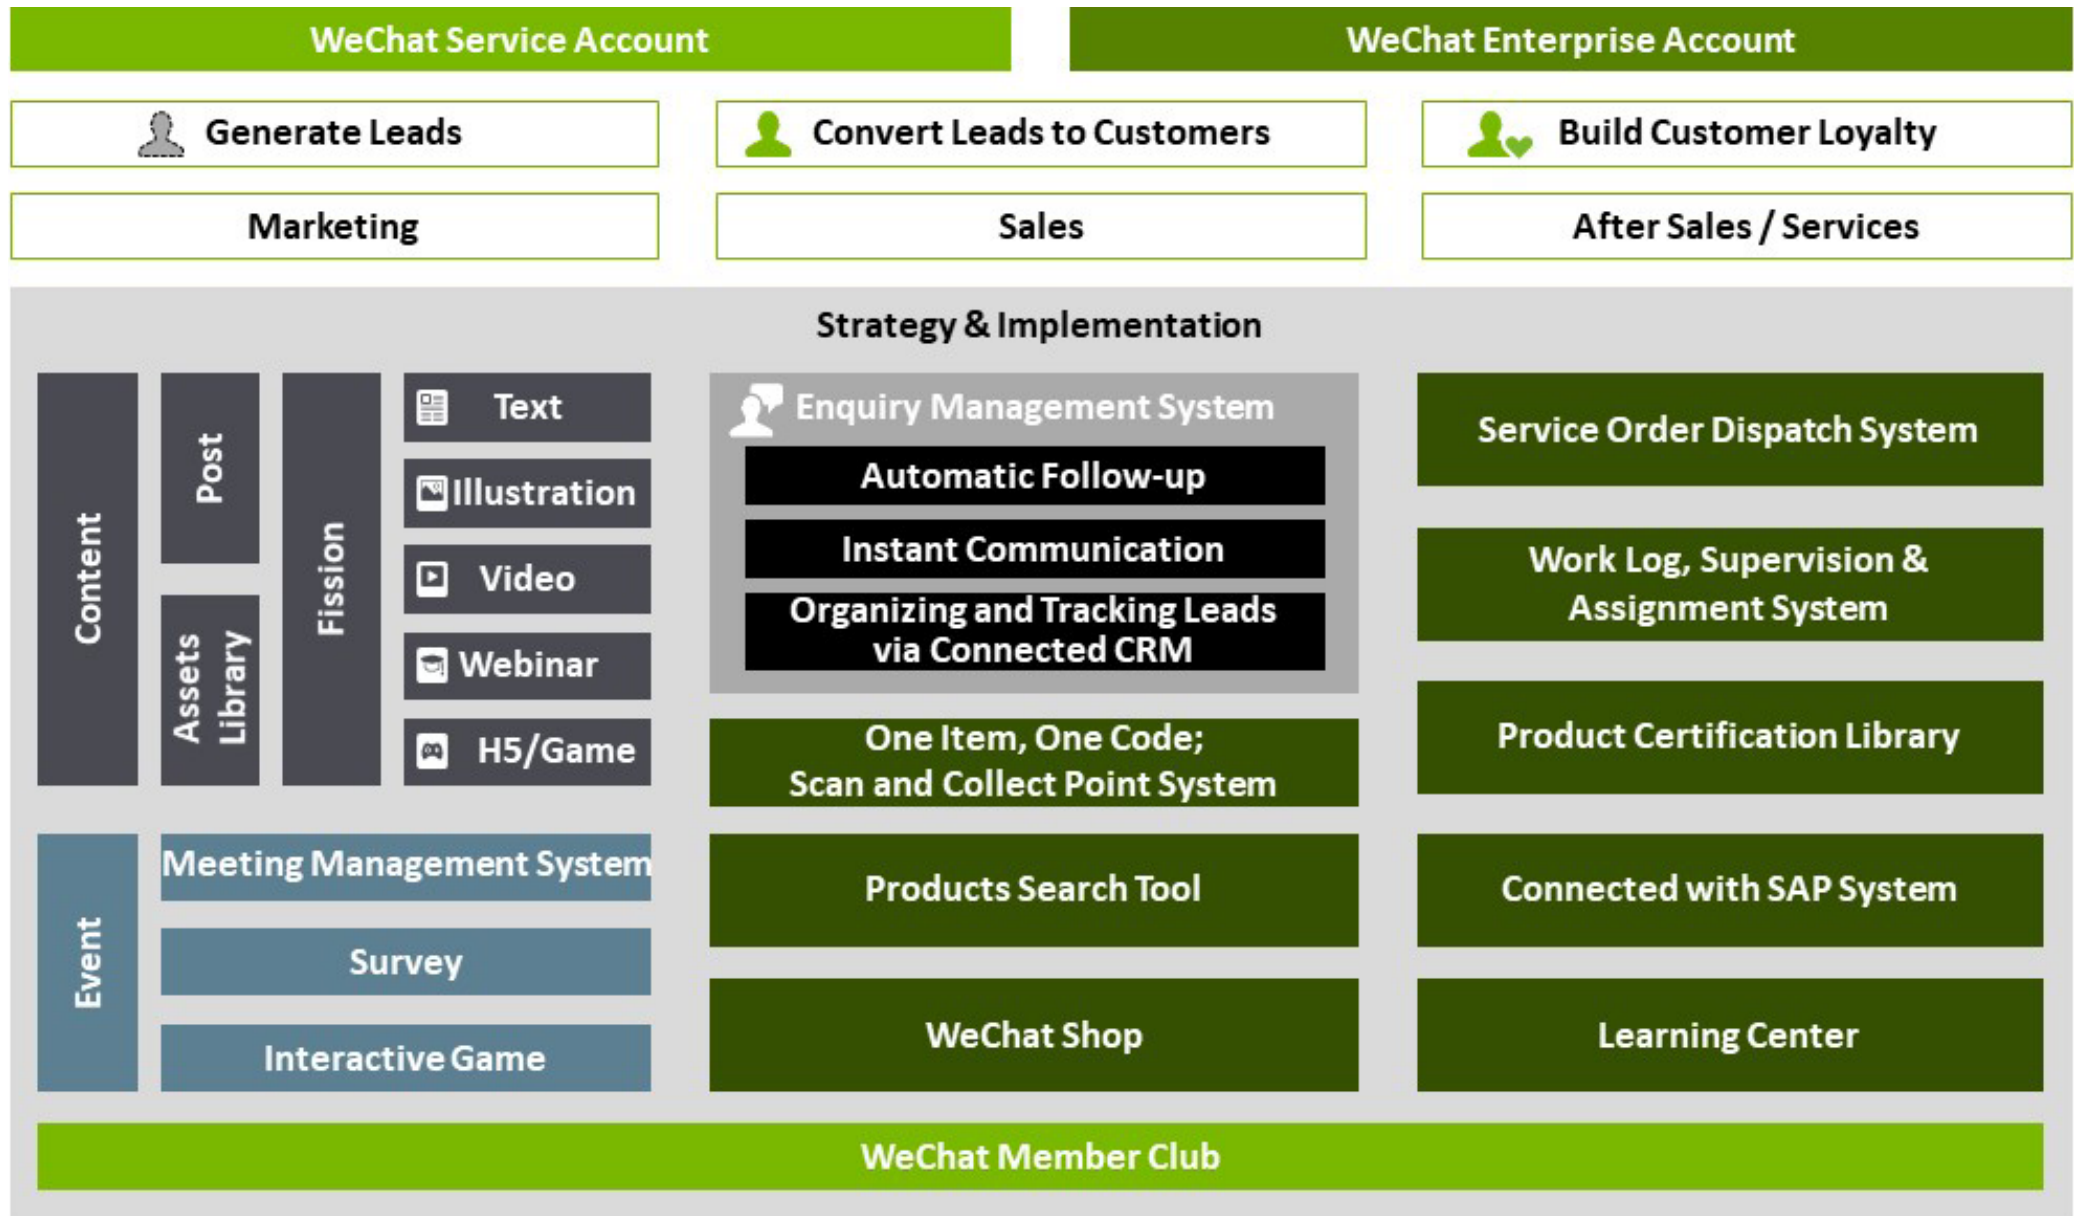 WeChat Service Account
WeChat Enterprise Account
Generate Leads
Convert Leads to Customers
Build Customer Loyalty
Marketing
Sales
After Sales / Services
Strategy & Implementation
Content
Post
Assets
Library
Fission
Text
Illustration
Video
Webinar
H5/Game
Event
Meeting Management System
Survey
Interactive Game
Enquiry Management System
Automatic Follow-up
Instant Communication
Organizing and Tracking Leads
via Connected CRM
One Item, One Code;
Scan and Collect Point System
Products Search Tool
WeChat Shop
Service Order Dispatch System
Work Log, Supervision &
Assignment System
Product Certification Library
Connected with SAP System
Learning Center
WeChat Member Club